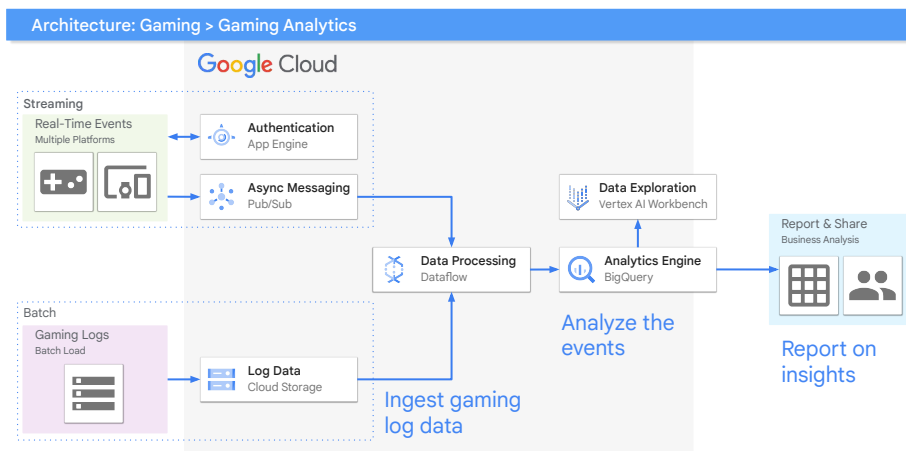 Architecture: Gaming > Gaming Analytics
Google Cloud
Streaming
Real-Time Events
Multiple Platforms
Authentication
App Engine
Async Messaging
Pub/Sub
Data Exploration
Vertex AI Workbench
Report & Share
Business Analysis
Data Processing
Dataflow
Analytics Engine
BigQuery
Batch
Gaming Logs
Batch Load
Log Data
Cloud Storage
Ingest gaming
log data
Analyze the
events
Report on
insights